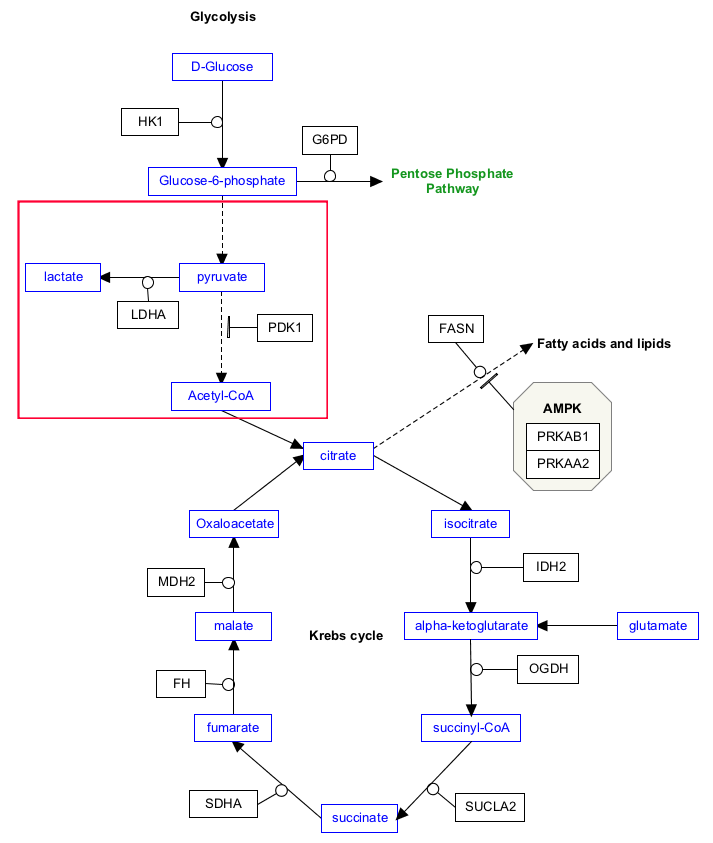 Glycolysis
D-Glucose
HK1
G6PD
Glucose-6-phosphate
Pentose Phosphate
Pathway
lactate
pyruvate
LDHA
PDK1
FASN
Fatty acids and lipids
Acetyl-CoA
AMPK
PRKAB1
PRKAA2
citrate
Oxaloacetate
isocitrate
MDH2
IDH2
malate
Krebs cycle
alpha-ketoglutarate
glutamate
FH
OGDH
fumarate
succinyl-CoA
SDHA
SUCLA2
succinate